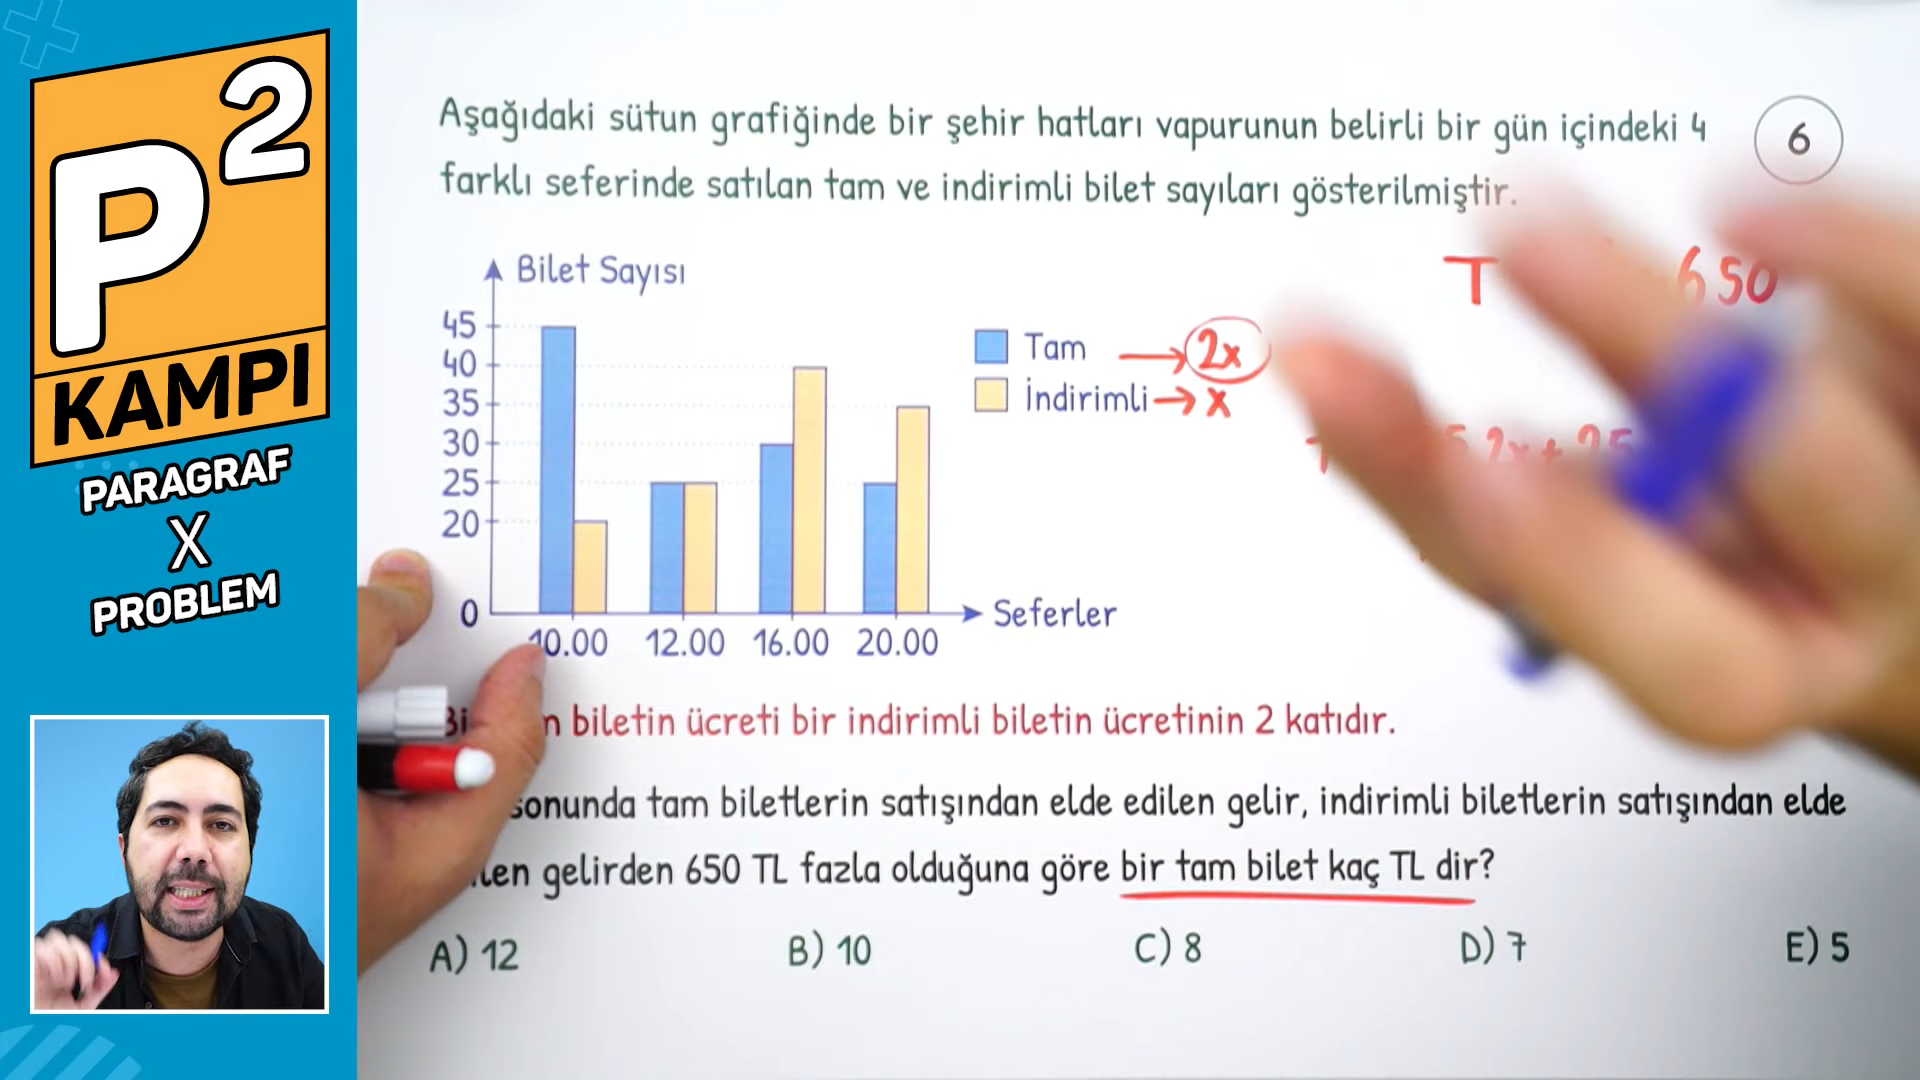 P²
KAMPI
PARAGRAF
X
PROBLEM
Aşağıdaki sütun grafiğinde bir şehir hatları vapurunun belirli bir gün içindeki 4
farklı seferinde satılan tam ve indirimli bilet sayıları gösterilmiştir.
6
Bilet Sayısı
45
40
35
30
25
20
0
10.00 12.00 16.00 20.00
Seferler
Tam → 2x
İndirimli → x
T 650
2x +
biletin ücreti bir indirimli biletin ücretinin 2 katıdır.
sonunda tam biletlerin satışından elde edilen gelir, indirimli biletlerin satışından elde
gelirden 650 TL fazla olduğuna göre bir tam bilet kaç TL dir?
A) 12 B) 10 C) 8 D) 7 E) 5